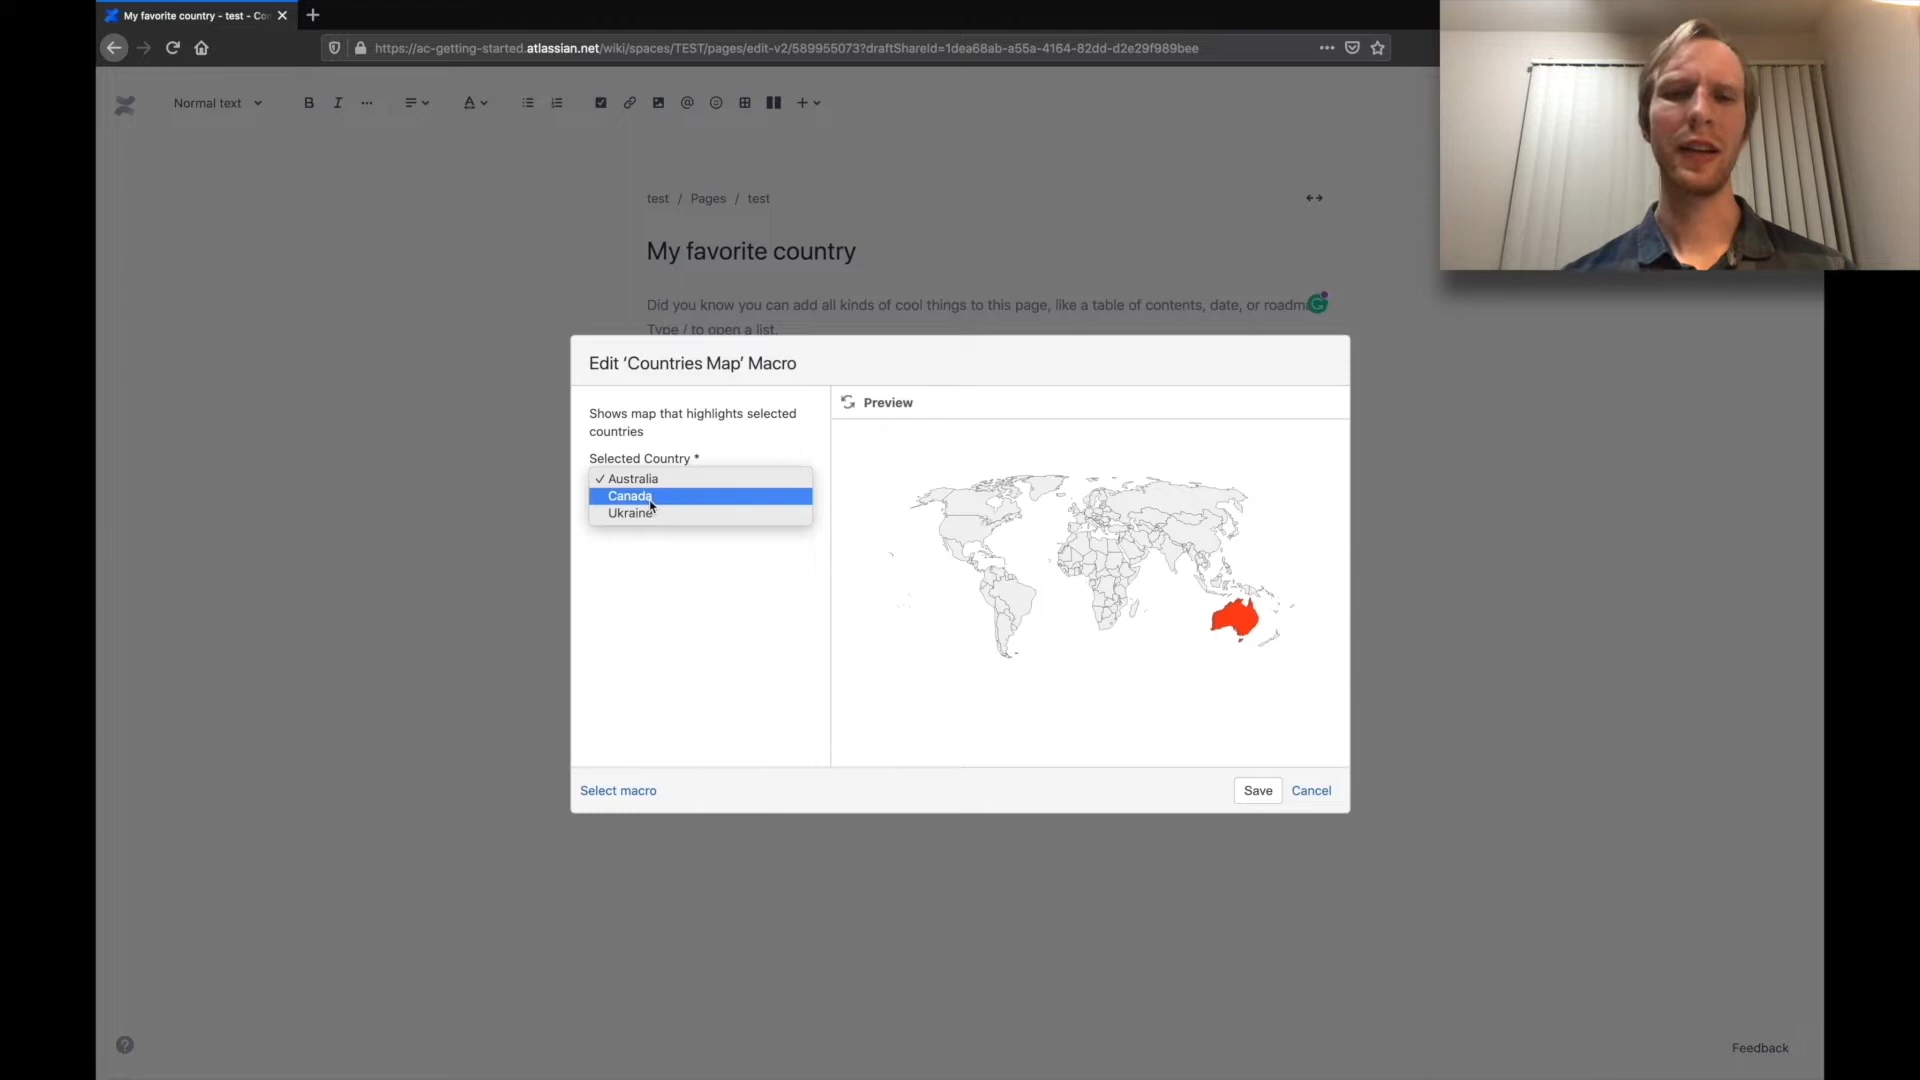 My favorite country - test - Co
https://ac-getting-started.atlassian.net/wiki/spaces/TEST/pages/edit-v2/589955073?draftShareId=1dea68ab-a55a-4164-82dd-d2e29f989bee
Normal text
test / Pages / test
My favorite country
Did you know you can add all kinds of cool things to this page, like a table of contents, date, or roadm
Type / to open a list.
Edit ‘Countries Map’ Macro
Shows map that highlights selected
countries
Selected Country *
✓ Australia
Canada
Ukraine
Preview
Select macro
Save
Cancel
Feedback